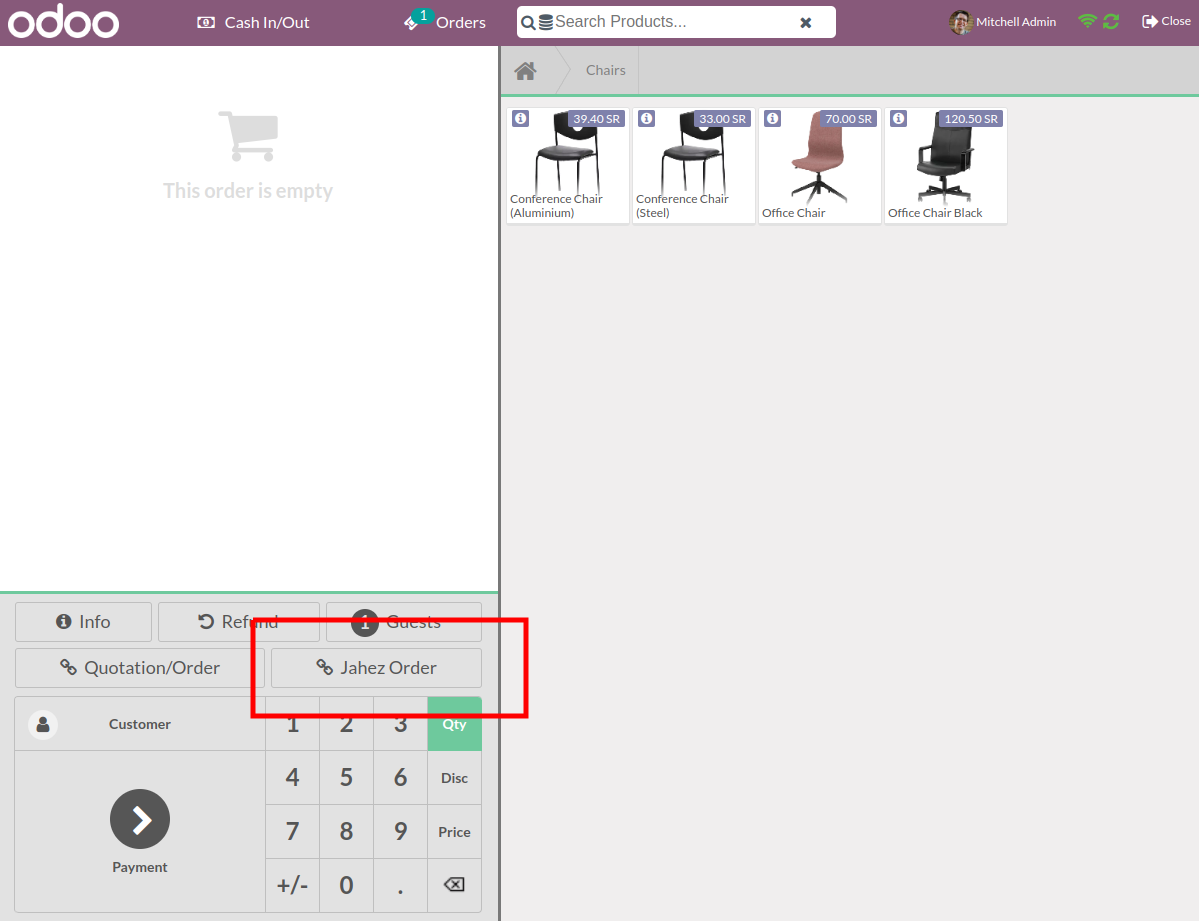 odoo
Cash In/Out
1
Orders
Search Products...
Mitchell Admin
Close
This order is empty
Chairs
39.40 SR
Conference Chair
(Aluminium)
33.00 SR
Conference Chair
(Steel)
70.00 SR
Office Chair
120.50 SR
Office Chair Black
Info
Refund
1 Guests
Quotation/Order
Jahez Order
Customer
1 2 3 Qty
4 5 6 Disc
7 8 9 Price
+/- 0 .
Payment